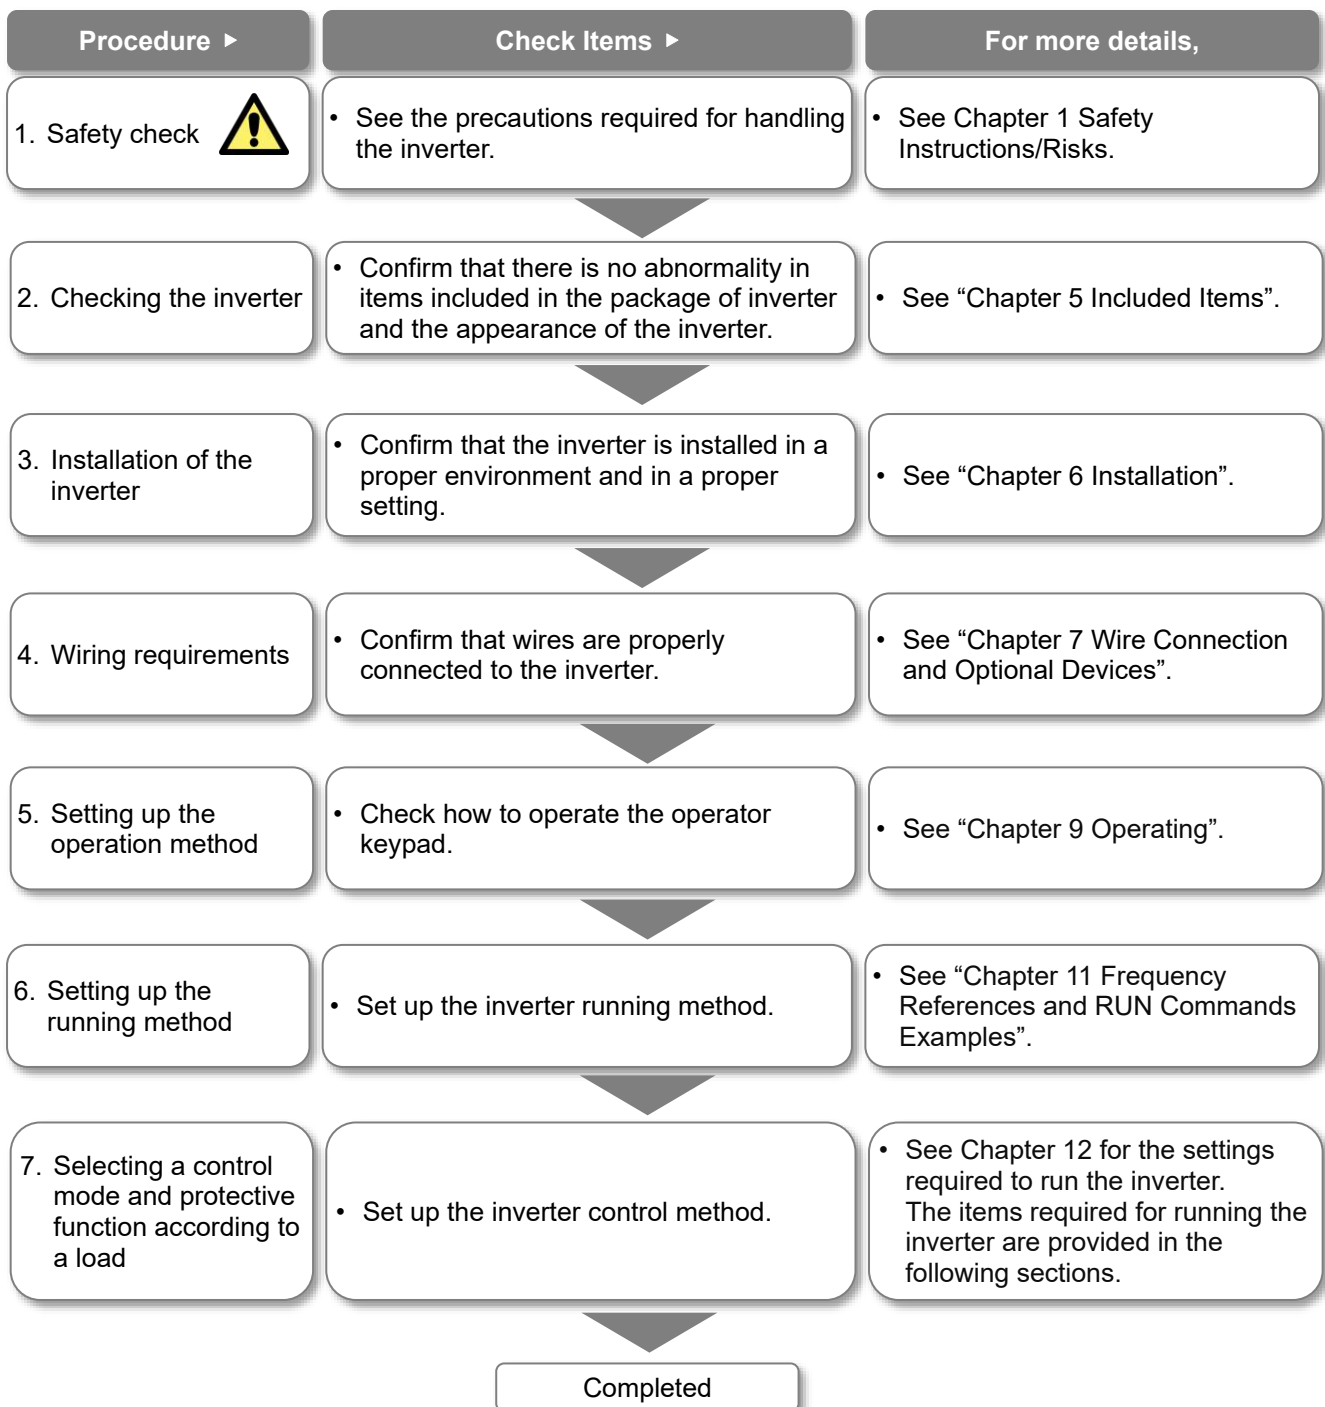 Procedure ▶
Check Items ▶
For more details,
1. Safety check
• See the precautions required for handling
the inverter.
• See Chapter 1 Safety
Instructions/Risks.
2. Checking the inverter
• Confirm that there is no abnormality in
items included in the package of inverter
and the appearance of the inverter.
• See “Chapter 5 Included Items”.
3. Installation of the
inverter
• Confirm that the inverter is installed in a
proper environment and in a proper
setting.
• See “Chapter 6 Installation”.
4. Wiring requirements
• Confirm that wires are properly
connected to the inverter.
• See “Chapter 7 Wire Connection
and Optional Devices”.
5. Setting up the
operation method
• Check how to operate the operator
keypad.
• See “Chapter 9 Operating”.
6. Setting up the
running method
• Set up the inverter running method.
• See “Chapter 11 Frequency
References and RUN Commands
Examples”.
7. Selecting a control
mode and protective
function according to
a load
• Set up the inverter control method.
• See Chapter 12 for the settings
required to run the inverter.
The items required for running the
inverter are provided in the
following sections.
Completed